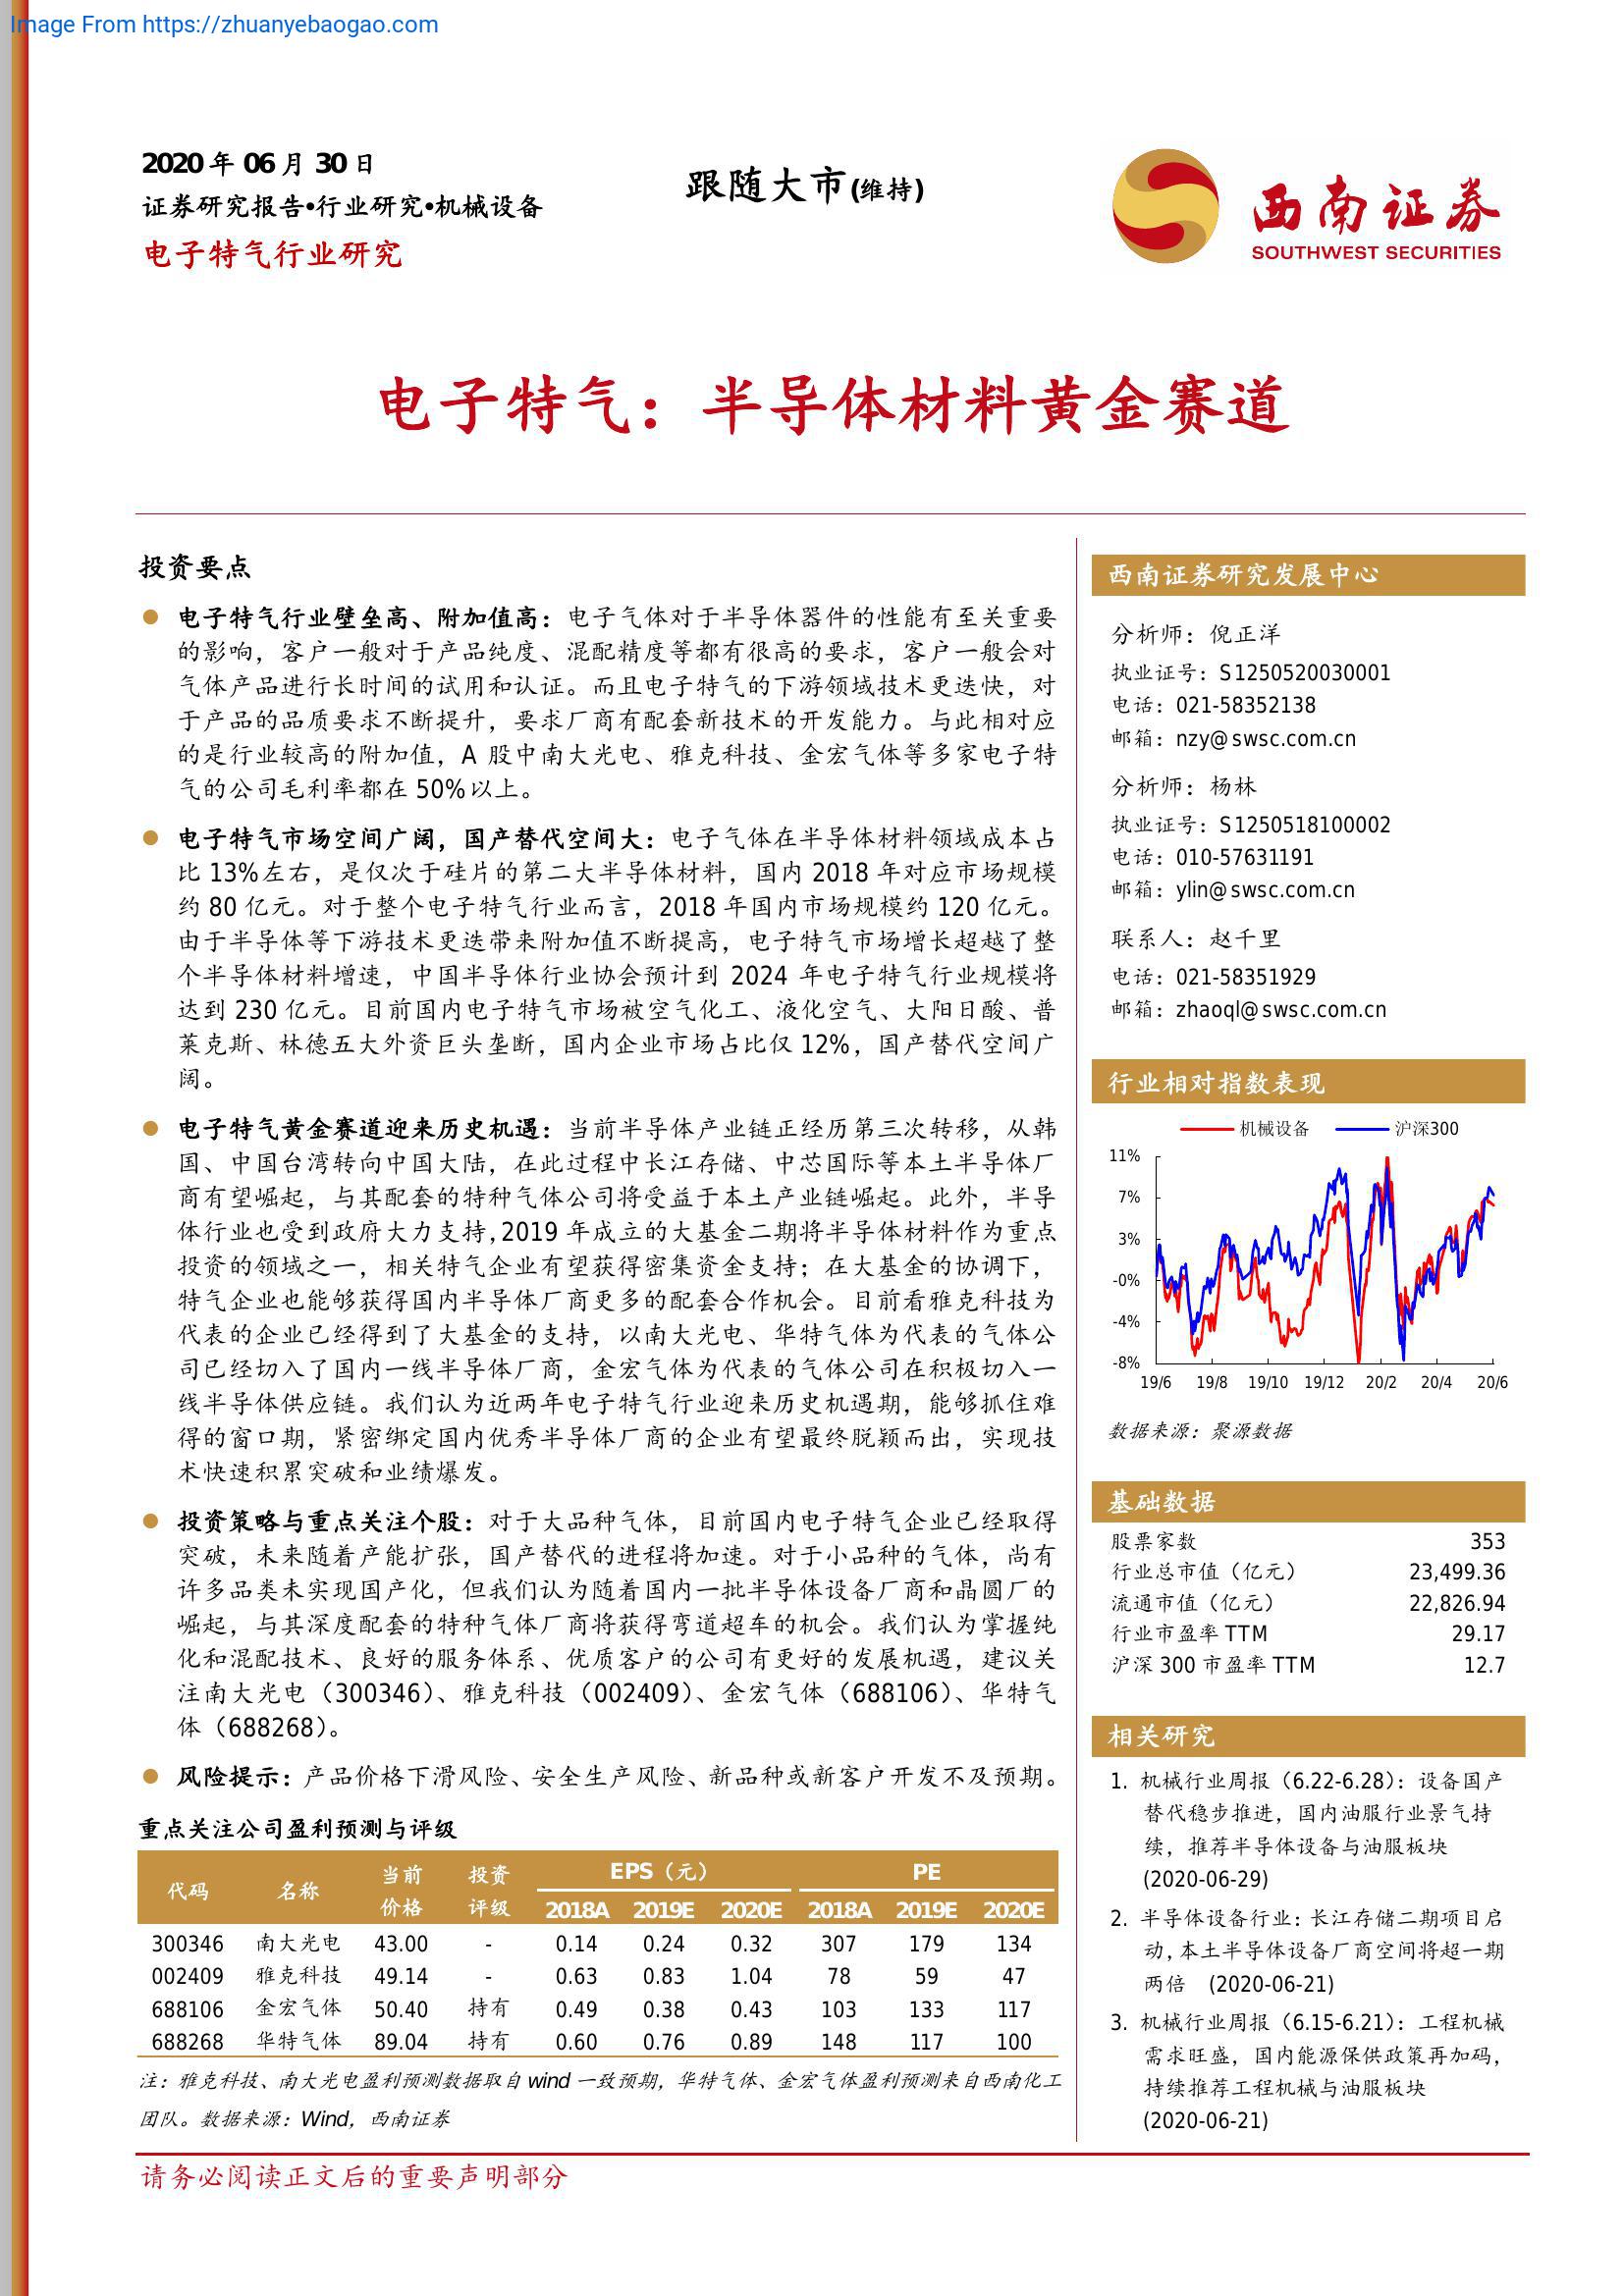 Image From https://zhuanyebaogao.com
2020 年 06 月 30 日
证券研究报告•行业研究•机械设备
电子特气行业研究
跟随大市(维持)
西南证券
SOUTHWEST SECURITIES
电子特气：半导体材料黄金赛道
投资要点
电子特气行业壁垒高、附加值高：电子气体对于半导体器件的性能有至关重要
的影响，客户一般对于产品纯度、混配精度等都有很高的要求，客户一般会对
气体产品进行长时间的试用和认证。而且电子特气的下游领域技术更迭快，对
于产品的品质要求不断提升，要求厂商有配套新技术的开发能力。与此相对应
的是行业较高的附加值，A 股中南大光电、雅克科技、金宏气体等多家电子特
气的公司毛利率都在 50%以上。
电子特气市场空间广阔，国产替代空间大：电子气体在半导体材料领域成本占
比 13%左右，是仅次于硅片的第二大半导体材料，国内 2018 年对应市场规模
约 80 亿元。对于整个电子特气行业而言，2018 年国内市场规模约 120 亿元。
由于半导体等下游技术更迭带来附加值不断提高，电子特气市场增长超越了整
个半导体材料增速，中国半导体行业协会预计到 2024 年电子特气行业规模将
达到 230 亿元。目前国内电子特气市场被空气化工、液化空气、大阳日酸、普
莱克斯、林德五大外资巨头垄断，国内企业市场占比仅 12%，国产替代空间广
阔。
电子特气黄金赛道迎来历史机遇：当前半导体产业链正经历第三次转移，从韩
国、中国台湾转向中国大陆，在此过程中长江存储、中芯国际等本土半导体厂
商有望崛起，与其配套的特种气体公司将受益于本土产业链崛起。此外，半导
体行业也受到政府大力支持,2019 年成立的大基金二期将半导体材料作为重点
投资的领域之一，相关特气企业有望获得密集资金支持；在大基金的协调下，
特气企业也能够获得国内半导体厂商更多的配套合作机会。目前看雅克科技为
代表的企业已经得到了大基金的支持，以南大光电、华特气体为代表的气体公
司已经切入了国内一线半导体厂商，金宏气体为代表的气体公司在积极切入一
线半导体供应链。我们认为近两年电子特气行业迎来历史机遇期，能够抓住难
得的窗口期，紧密绑定国内优秀半导体厂商的企业有望最终脱颖而出，实现技
术快速积累突破和业绩爆发。
投资策略与重点关注个股：对于大品种气体，目前国内电子特气企业已经取得
突破，未来随着产能扩张，国产替代的进程将加速。对于小品种的气体，尚有
许多品类未实现国产化，但我们认为随着国内一批半导体设备厂商和晶圆厂的
崛起，与其深度配套的特种气体厂商将获得弯道超车的机会。我们认为掌握纯
化和混配技术、良好的服务体系、优质客户的公司有更好的发展机遇，建议关
注南大光电（300346）、雅克科技（002409）、金宏气体（688106）、华特气
体（688268）。
风险提示：产品价格下滑风险、安全生产风险、新品种或新客户开发不及预期。
重点关注公司盈利预测与评级
代码 名称 当前价格 投资评级 EPS（元） PE
2018A 2019E 2020E 2018A 2019E 2020E
300346 南大光电 43.00 - 0.14 0.24 0.32 307 179 134
002409 雅克科技 49.14 - 0.63 0.83 1.04 78 59 47
688106 金宏气体 50.40 持有 0.49 0.38 0.43 103 133 117
688268 华特气体 89.04 持有 0.60 0.76 0.89 148 117 100
注：雅克科技、南大光电盈利预测数据取自 wind 一致预期，华特气体、金宏气体盈利预测来自西南化工
团队。数据来源：Wind，西南证券
西南证券研究发展中心
分析师：倪正洋
执业证号：S1250520030001
电话：021-58352138
邮箱：nzy@swsc.com.cn
分析师：杨林
执业证号：S1250518100002
电话：010-57631191
邮箱：ylin@swsc.com.cn
联系人：赵千里
电话：021-58351929
邮箱：zhaoql@swsc.com.cn
行业相对指数表现
机械设备 沪深300
11%
7%
3%
-0%
-4%
-8%
19/6 19/8 19/10 19/12 20/2 20/4 20/6
数据来源：聚源数据
基础数据
股票家数 353
行业总市值（亿元） 23,499.36
流通市值（亿元） 22,826.94
行业市盈率 TTM 29.17
沪深 300 市盈率 TTM 12.7
相关研究
1. 机械行业周报（6.22-6.28）：设备国产
替代稳步推进，国内油服行业景气持
续，推荐半导体设备与油服板块
(2020-06-29)
2. 半导体设备行业：长江存储二期项目启
动,本土半导体设备厂商空间将超一期
两倍 (2020-06-21)
3. 机械行业周报（6.15-6.21）：工程机械
需求旺盛，国内能源保供政策再加码，
持续推荐工程机械与油服板块
(2020-06-21)
请务必阅读正文后的重要声明部分